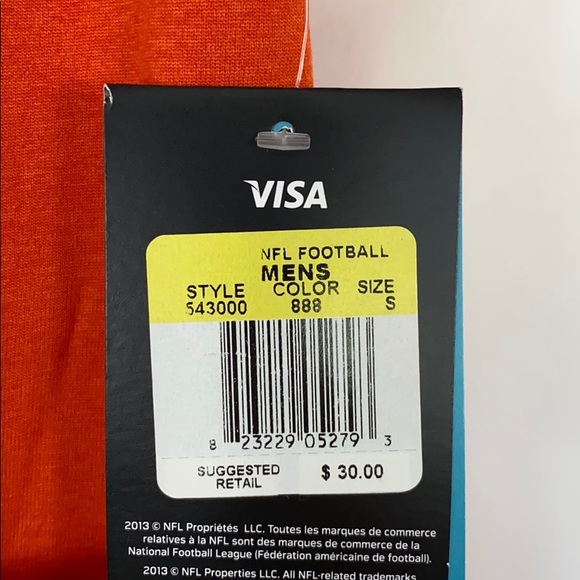 VISA
NFL FOOTBALL
MENS
STYLE COLOR SIZE
543000 888 S
8 23229 05279 3
SUGGESTED RETAIL $ 30.00
2013 © NFL Propriétés LLC. Toutes les marques de commerce
relatives à la NFL sont des marques de commerce de la
National Football League (Fédération américaine de football).
2013 © NFL Properties LLC. All NFL-related trademarks